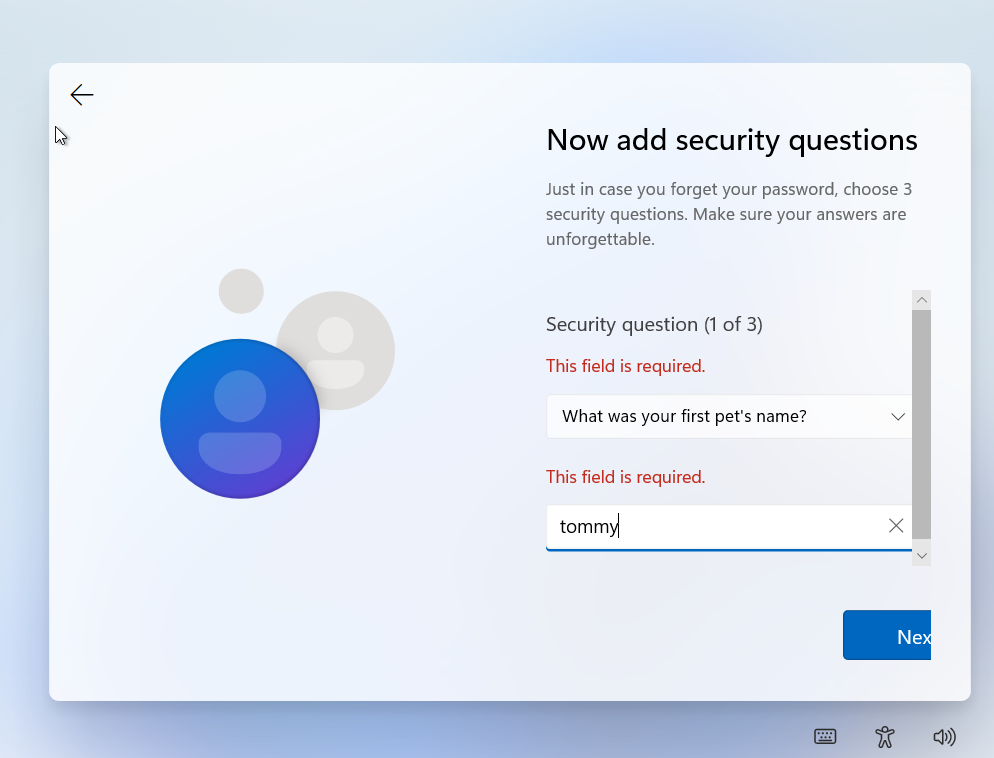 Now add security questions
Just in case you forget your password, choose 3
security questions. Make sure your answers are
unforgettable.
Security question (1 of 3)
This field is required.
What was your first pet's name?
This field is required.
tommy
Nex